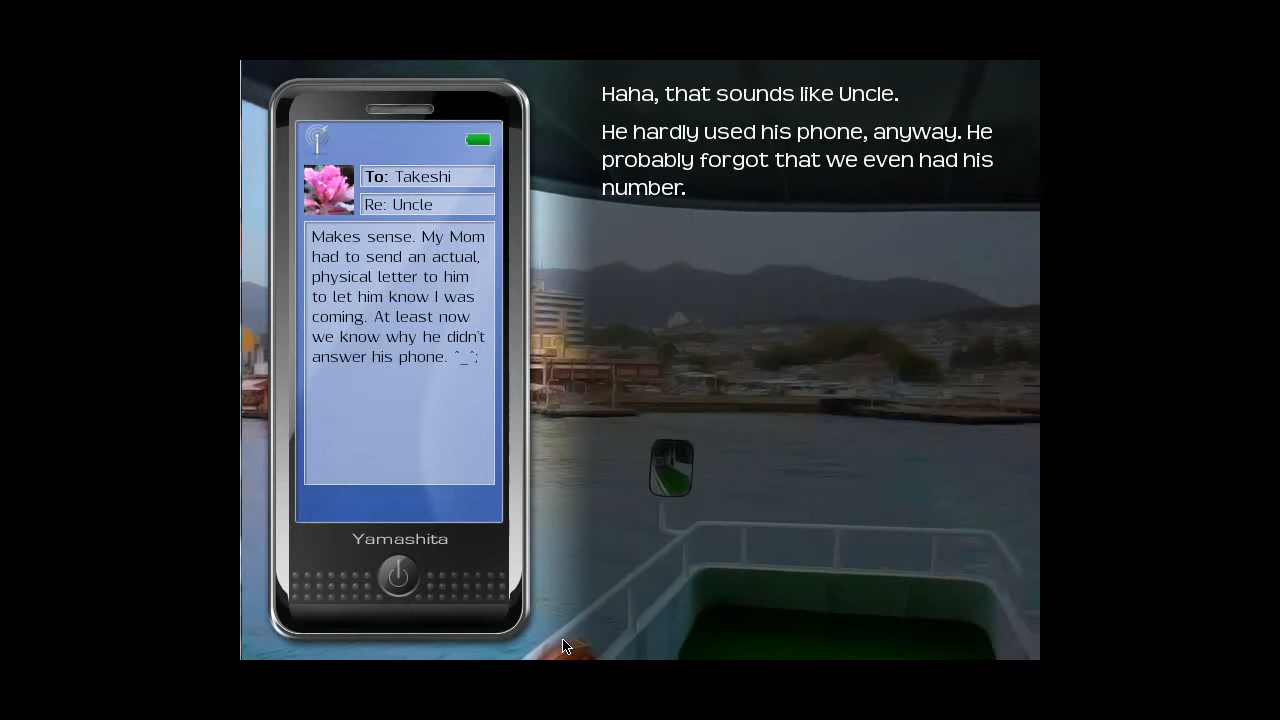 To: Takeshi
Re: Uncle
Makes sense. My Mom
had to send an actual,
physical letter to him
to let him know I was
coming. At least now
we know why he didn't
answer his phone. ^_^;
Yamashita
Haha, that sounds like Uncle.
He hardly used his phone, anyway. He
probably forgot that we even had his
number.